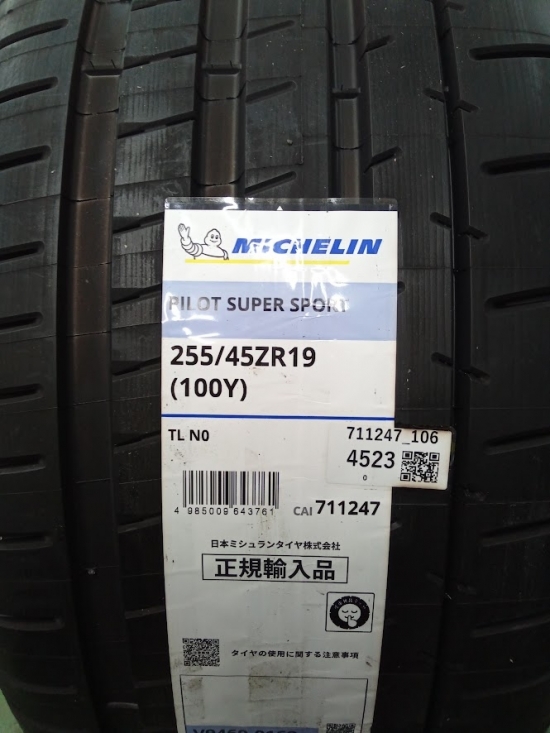 MICHELIN
PILOT SUPER SPORT
255/45ZR19
(100Y)
TL N0
711247_106
4523
0
4 985009 643761
CAI 711247
日本ミシュランタイヤ株式会社
正規輸入品
タイヤの使用に関する注意事項